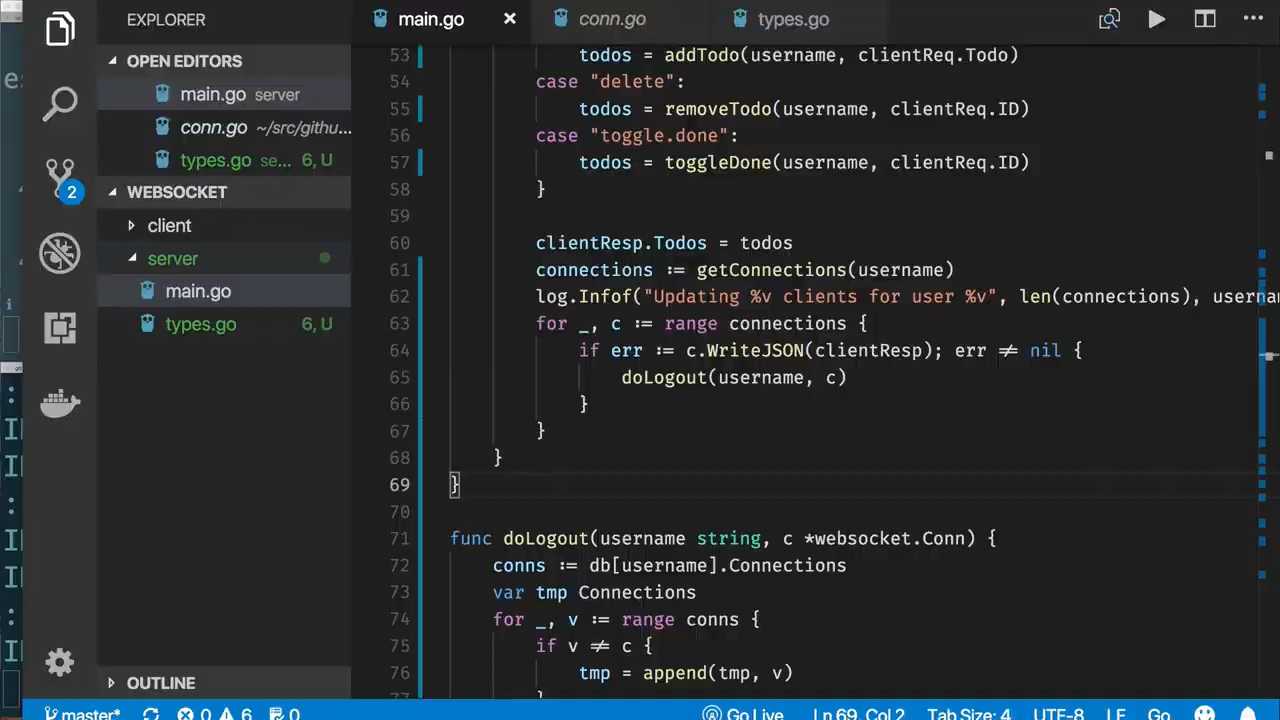 EXPLORER
OPEN EDITORS
main.go server
conn.go ~/src/githu...
types.go se... 6, U
WEBSOCKET
client
server
main.go
types.go 6, U
OUTLINE
2
main.go ×
conn.go
types.go
53 todos = addTodo(username, clientReq.Todo)
54 case "delete":
55 todos = removeTodo(username, clientReq.ID)
56 case "toggle.done":
57 todos = toggleDone(username, clientReq.ID)
58 }
59
60 clientResp.Todos = todos
61 connections := getConnections(username)
62 log.Infof("Updating %v clients for user %v", len(connections), userna
63 for _, c := range connections {
64 if err := c.WriteJSON(clientResp); err ≠ nil {
65 doLogout(username, c)
66 }
67 }
68 }
69 }
70
71 func doLogout(username string, c *websocket.Conn) {
72 conns := db[username].Connections
73 var tmp Connections
74 for _, v := range conns {
75 if v ≠ c {
76 tmp = append(tmp, v)
77 }
master* 0 6 0 Go Live Ln 69, Col 2 Tab Size: 4 UTF-8 LF Go